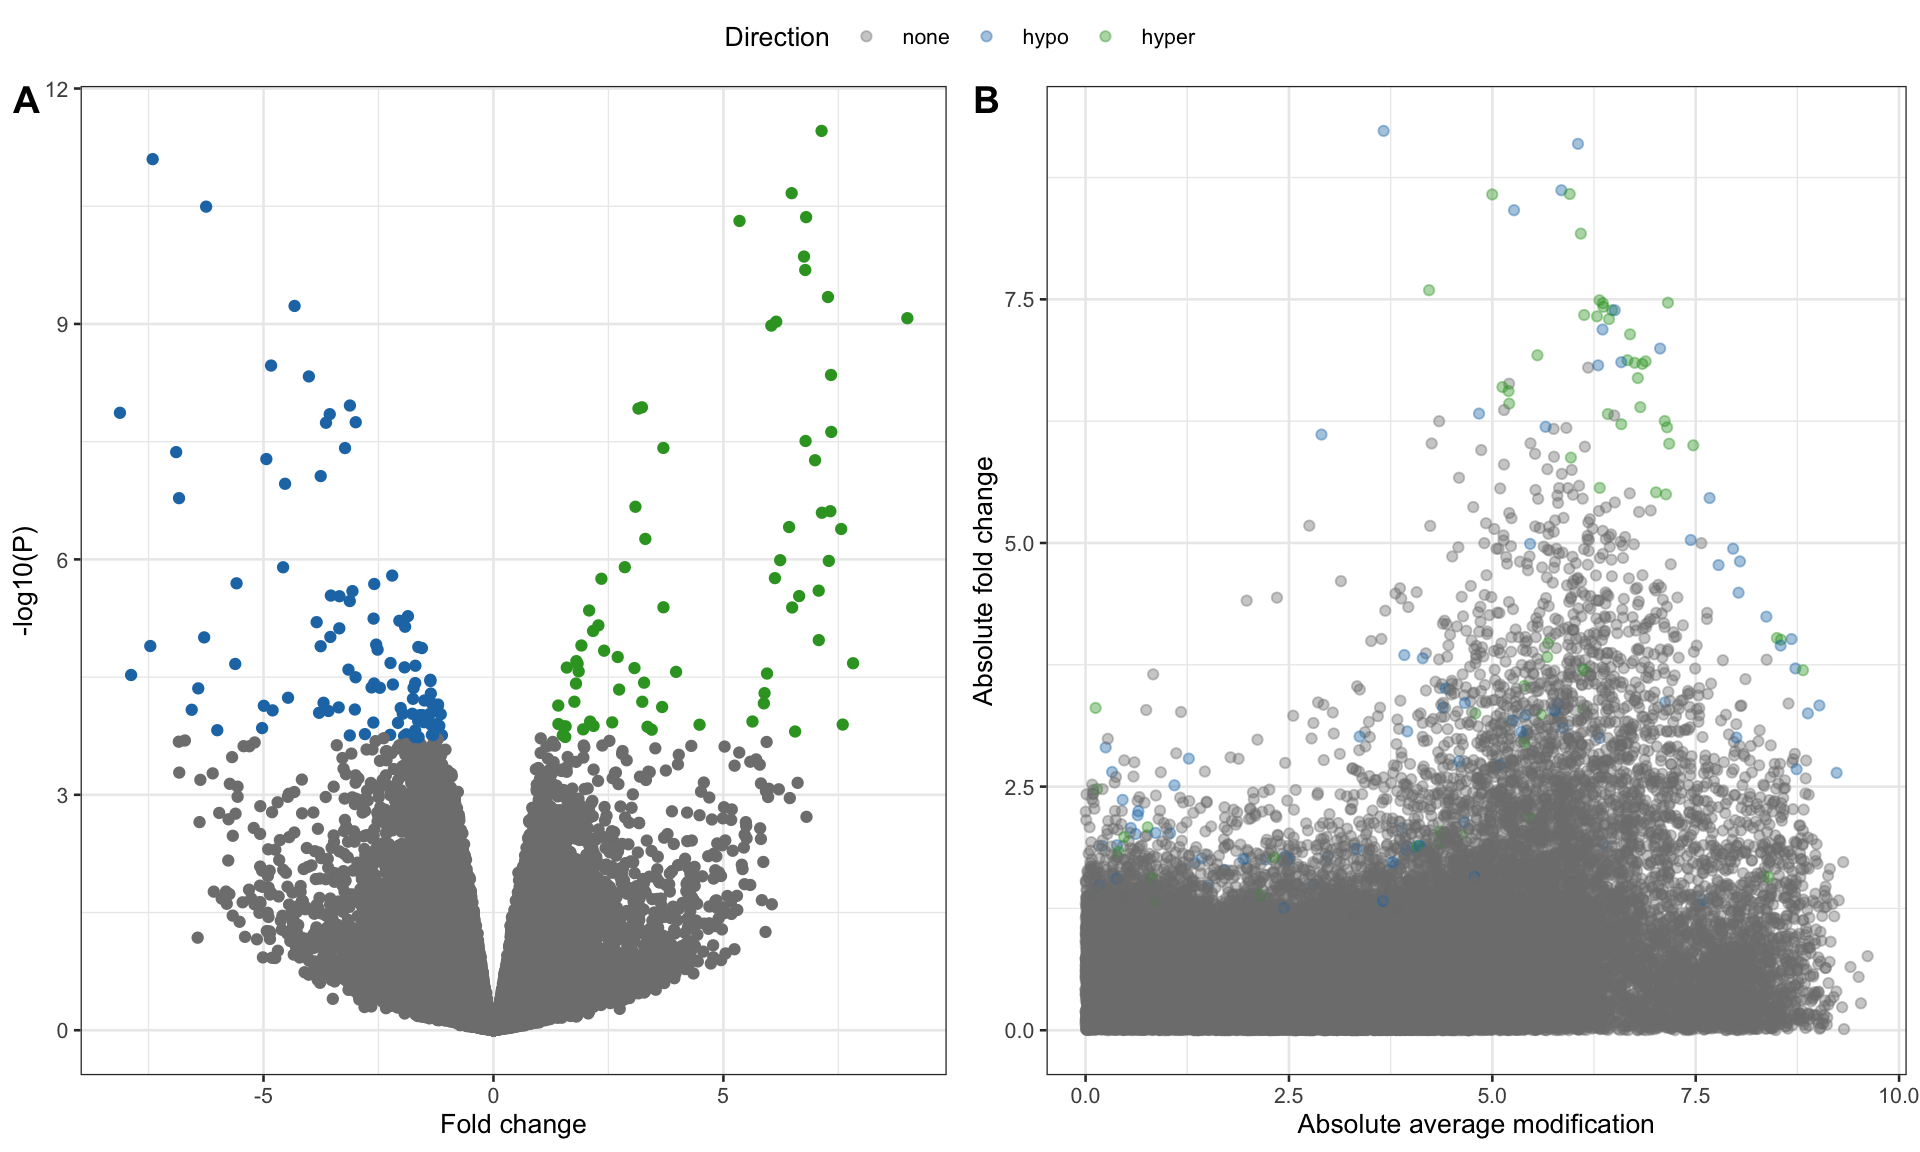 Direction none hypo hyper
A
12
9
6
3
0
-log10(P)
-5 0 5
Fold change
B
7.5
5.0
2.5
0.0
Absolute fold change
0.0 2.5 5.0 7.5 10.0
Absolute average modification